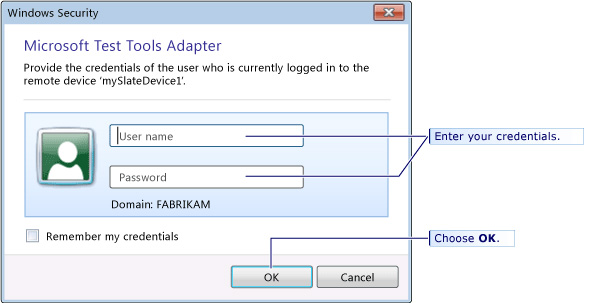 Windows Security
Microsoft Test Tools Adapter
Provide the credentials of the user who is currently logged in to the
remote device 'mySlateDevice1'.
User name
Enter your credentials.
Password
Domain: FABRIKAM
Remember my credentials
Choose OK.
OK
Cancel